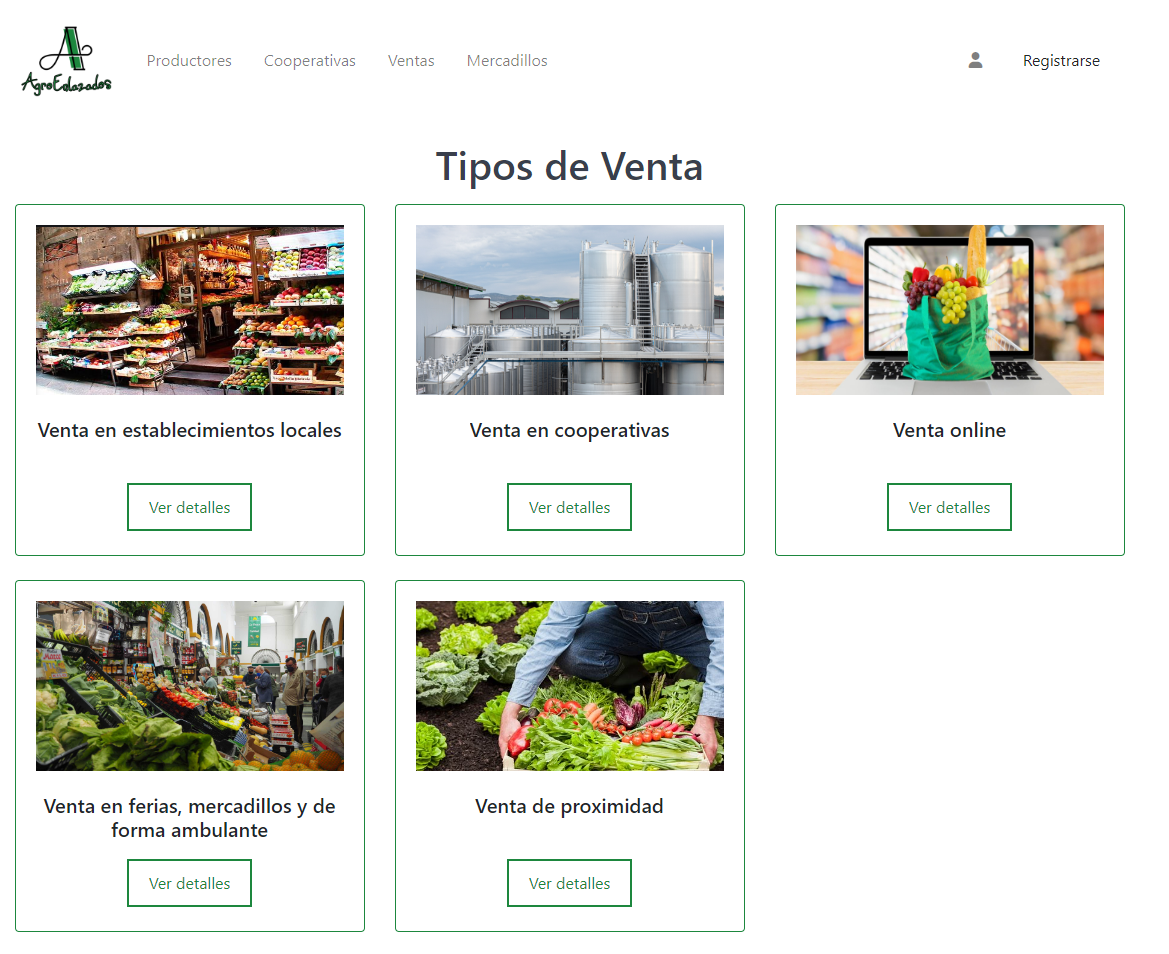 AgroEnlazados
Productores
Cooperativas
Ventas
Mercadillos
Registrarse
Tipos de Venta
Venta en establecimientos locales
Venta en cooperativas
Venta online
Ver detalles
Ver detalles
Ver detalles
Venta en ferias, mercadillos y de
forma ambulante
Venta de proximidad
Ver detalles
Ver detalles